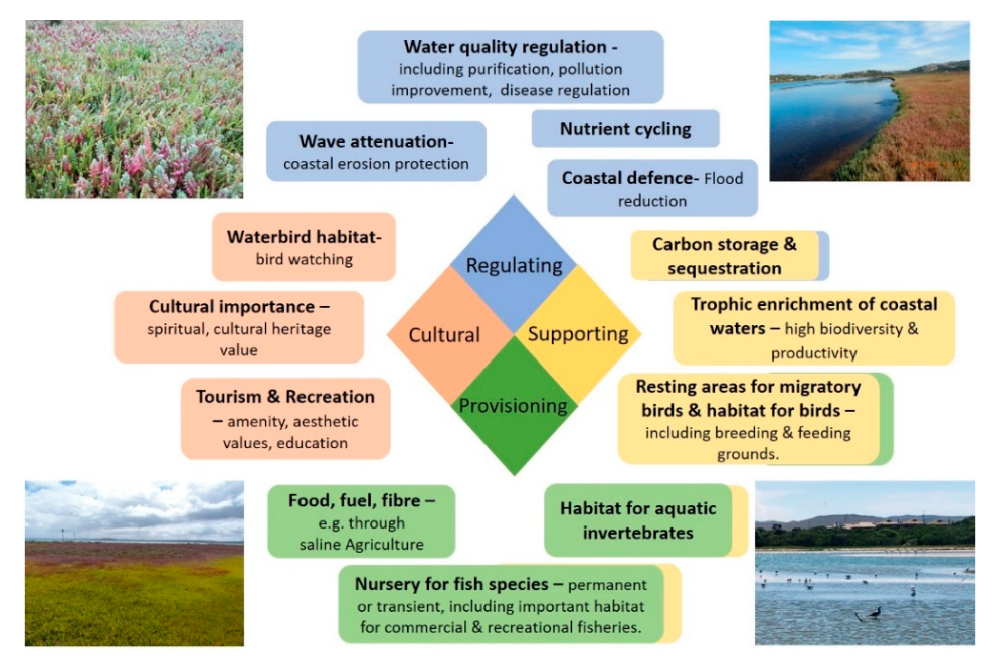 Water quality regulation -
including purification, pollution
improvement, disease regulation
Wave attenuation-
coastal erosion protection
Nutrient cycling
Coastal defence- Flood
reduction
Waterbird habitat-
bird watching
Regulating
Carbon storage &
sequestration
Cultural importance –
spiritual, cultural heritage
value
Cultural
Supporting
Trophic enrichment of coastal
waters – high biodiversity &
productivity
Tourism & Recreation
– amenity, aesthetic
values, education
Provisioning
Resting areas for migratory
birds & habitat for birds –
including breeding & feeding
grounds.
Food, fuel, fibre –
e.g. through
saline Agriculture
Habitat for aquatic
invertebrates
Nursery for fish species – permanent
or transient, including important habitat
for commercial & recreational fisheries.